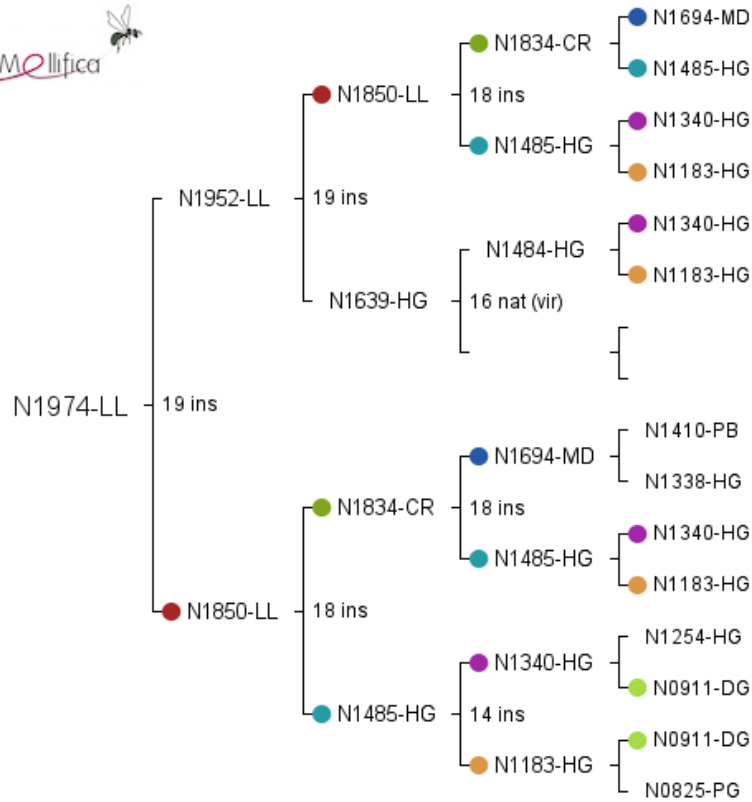 N1694-MD
N1834-CR
Mellifica
N1485-HG
N1850-LL
18 ins
N1340-HG
N1485-HG
N1183-HG
N1952-LL
19 ins
N1340-HG
N1484-HG
N1183-HG
N1639-HG
16 nat (vir)
N1974-LL
19 ins
N1410-PB
N1694-MD
N1338-HG
N1834-CR
18 ins
N1340-HG
N1485-HG
N1183-HG
N1850-LL
18 ins
N1254-HG
N1340-HG
N0911-DG
N1485-HG
14 ins
N0911-DG
N1183-HG
N0825-PG